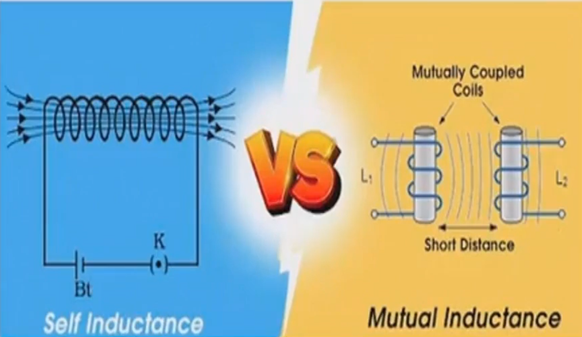 K
Bt
Self Inductance
VS
Mutually Coupled
Coils
L₁
L₂
Short Distance
Mutual Inductance